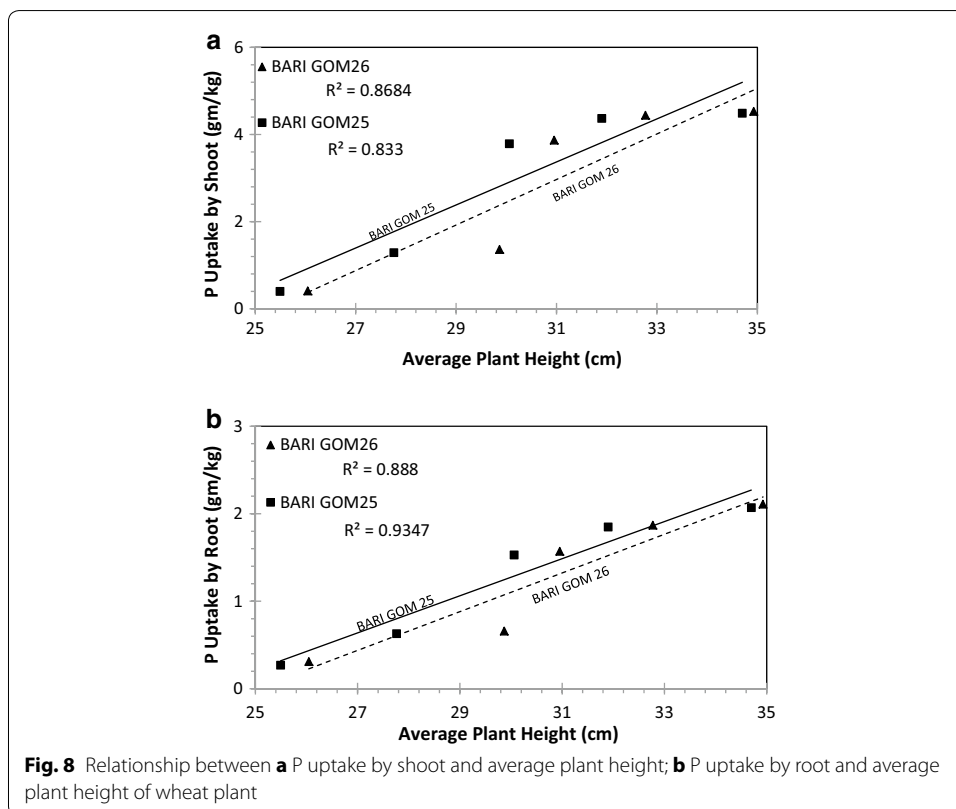 a
6
4
2
0
P Uptake by Shoot (gm/kg)
▲ BARI GOM26
R² = 0.8684
■ BARI GOM25
R² = 0.833
BARI GOM 25
BARI GOM 26
25 27 29 31 33 35
Average Plant Height (cm)
b
3
2
1
0
P Uptake by Root (gm/kg)
▲ BARI GOM26
R² = 0.888
■ BARI GOM25
R² = 0.9347
BARI GOM 25
BARI GOM 26
25 27 29 31 33 35
Average Plant Height (cm)
Fig. 8 Relationship between a P uptake by shoot and average plant height; b P uptake by root and average
plant height of wheat plant